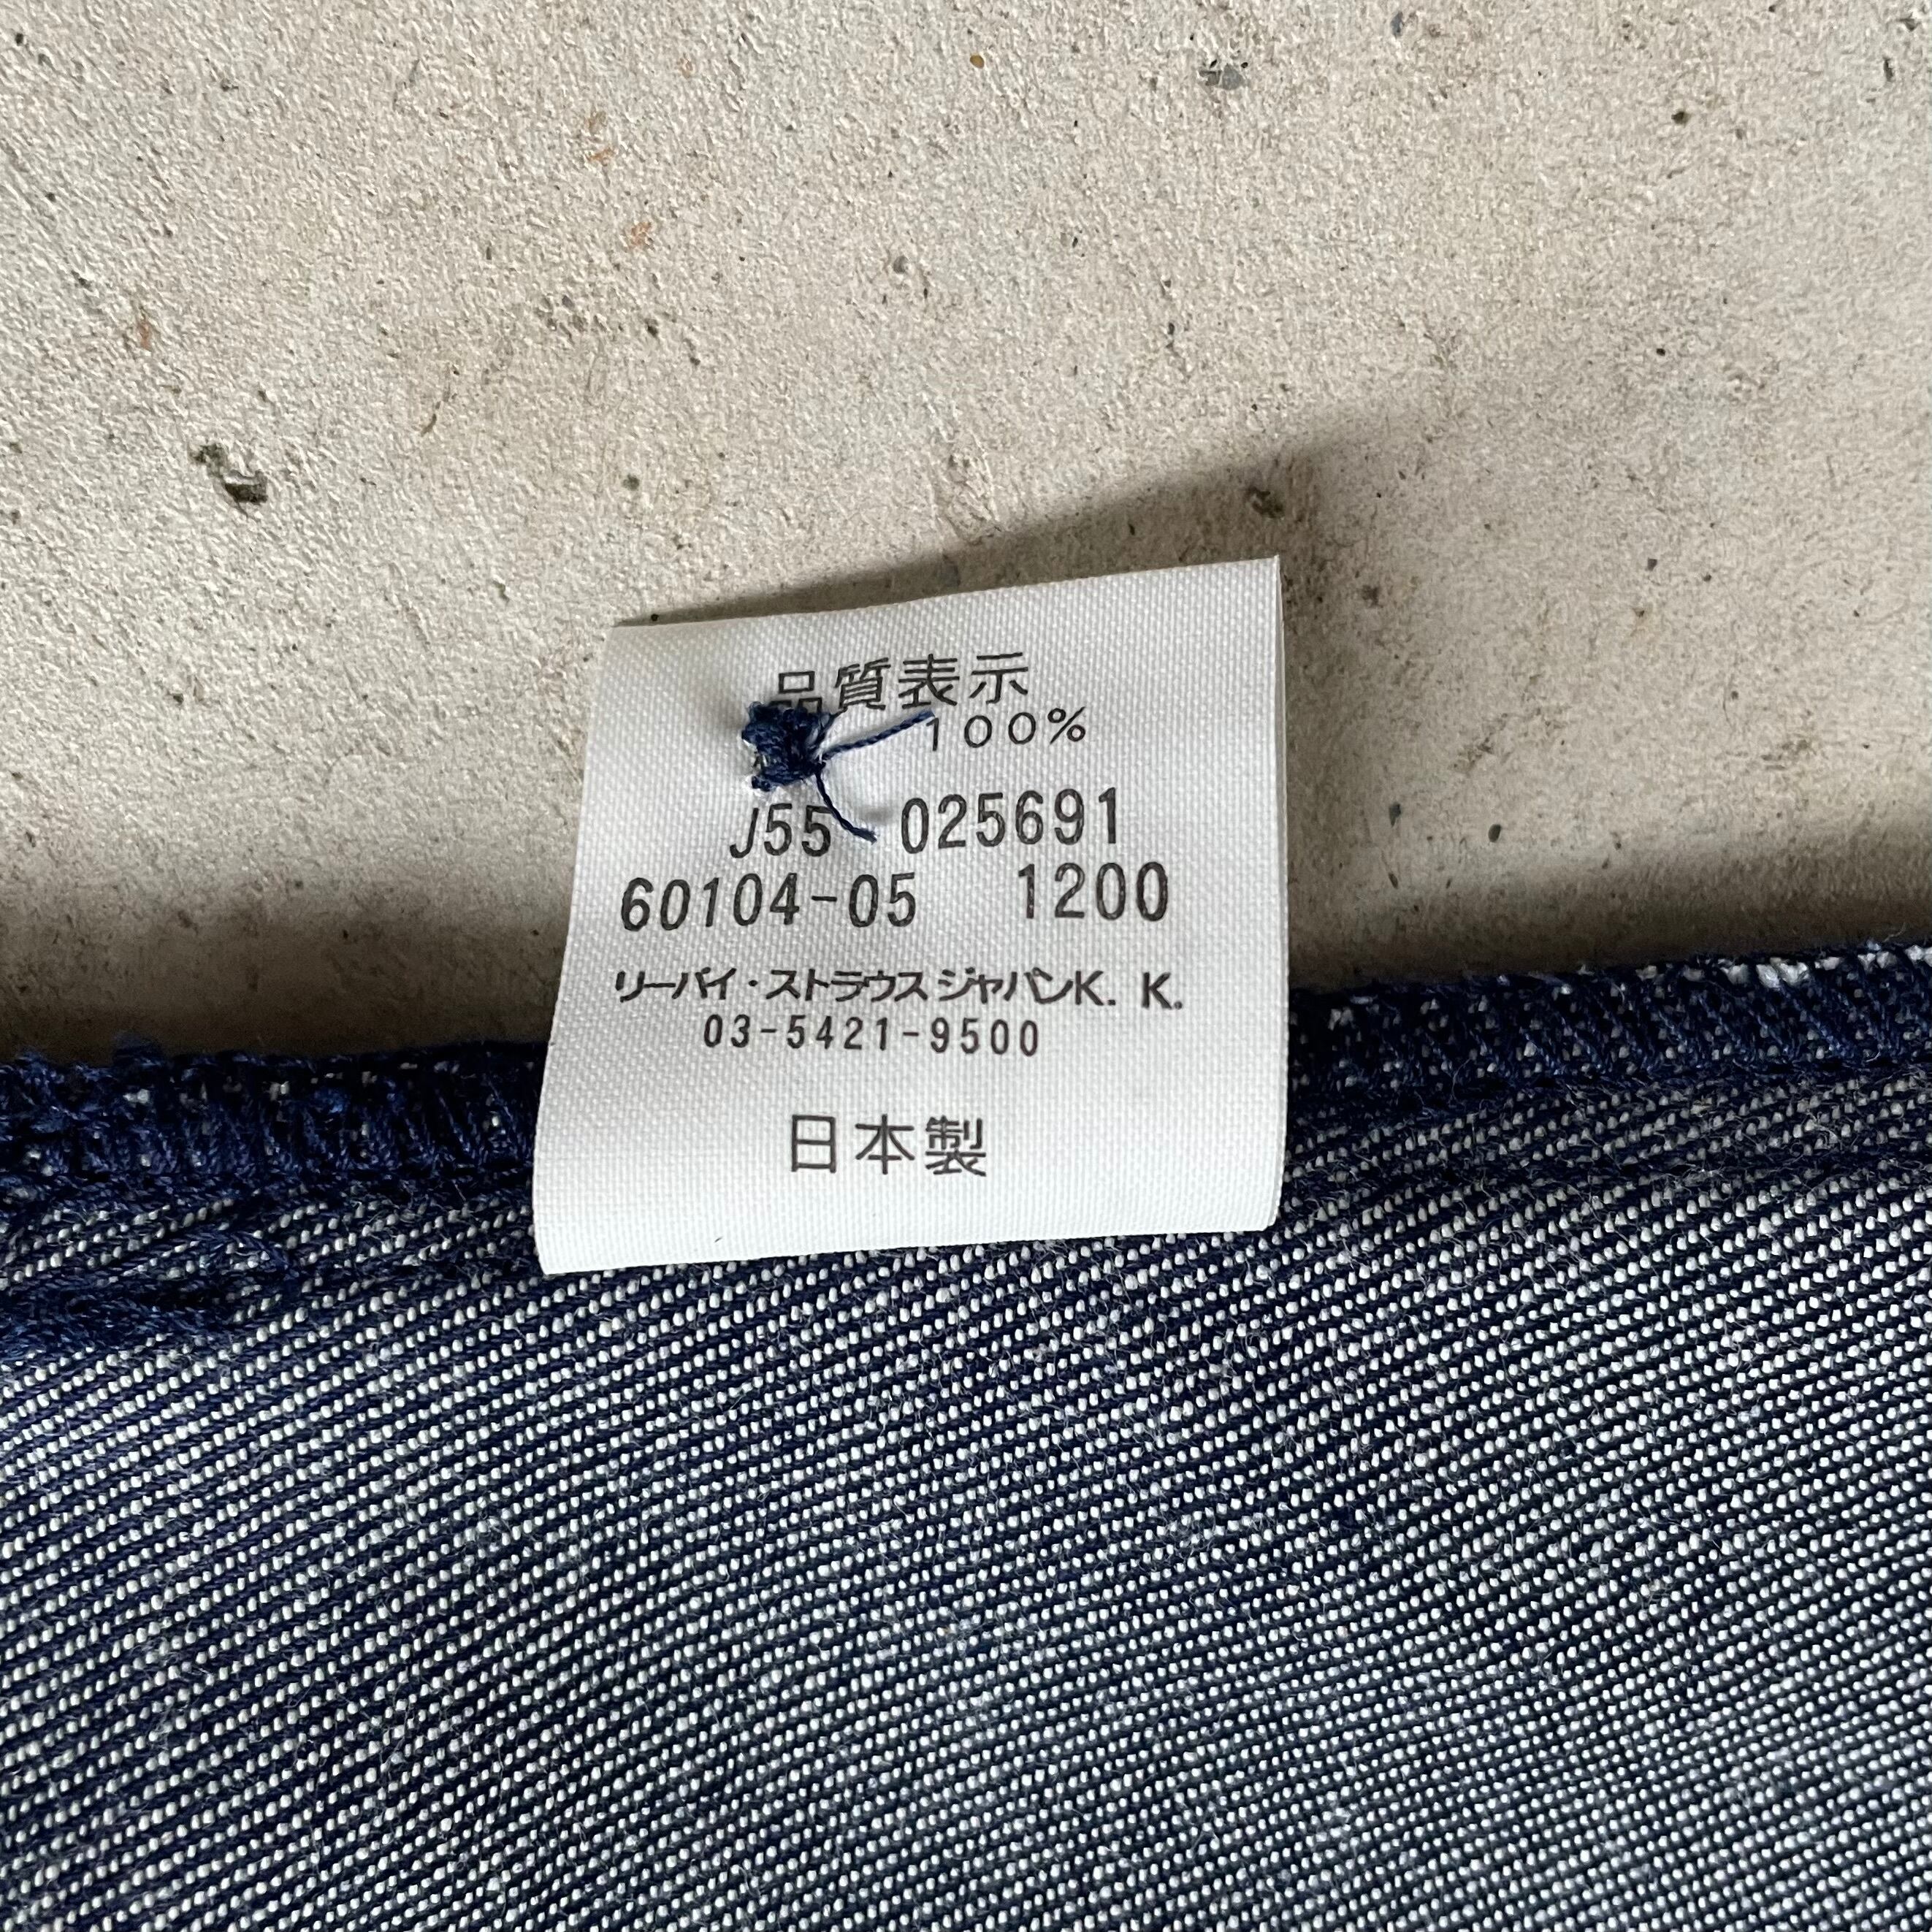 品質表示
100%
J55 025691
60104-05 1200
リーバイ・ストラウス ジャパンK. K.
03-5421-9500
日本製